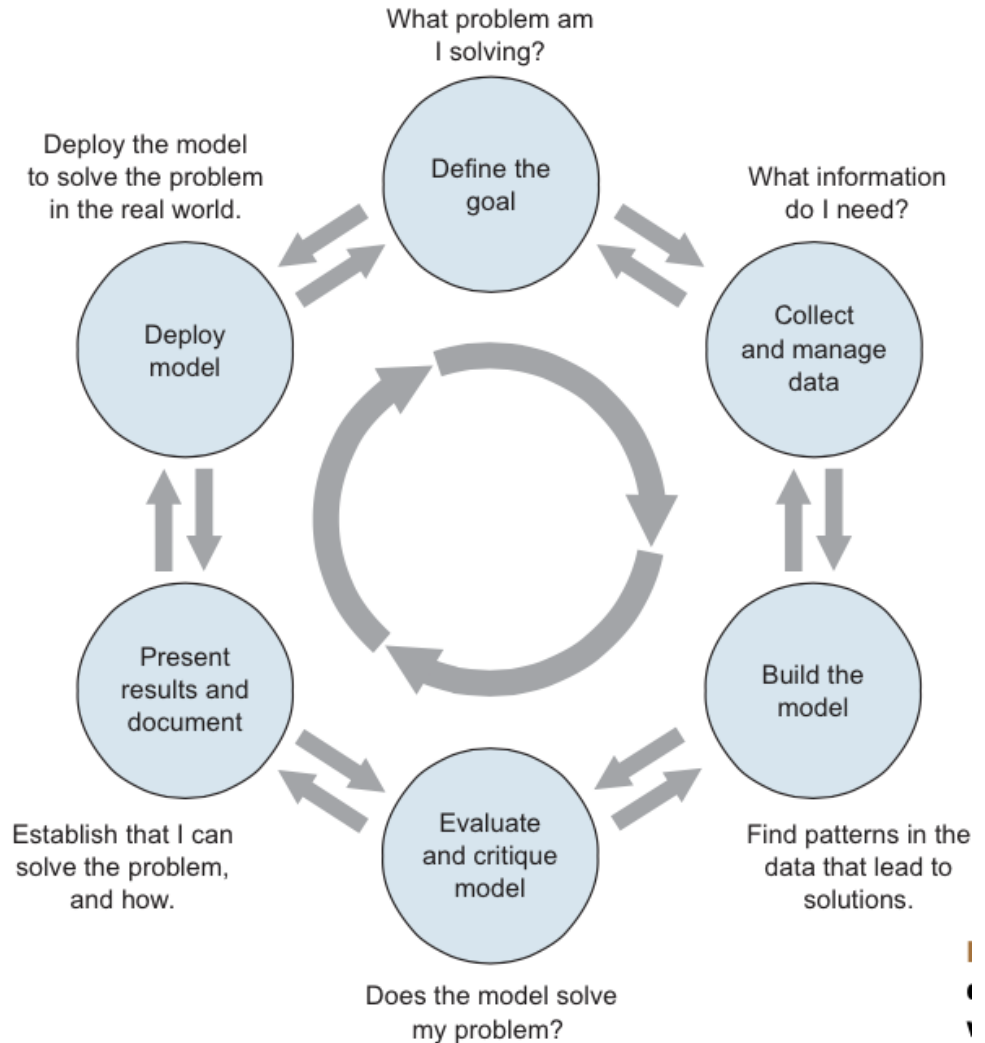 What problem am
I solving?
Define the
goal
What information
do I need?
Collect
and manage
data
Build the
model
Find patterns in the
data that lead to
solutions.
Evaluate
and critique
model
Does the model solve
my problem?
Present
results and
document
Establish that I can
solve the problem,
and how.
Deploy the model
to solve the problem
in the real world.
Deploy
model